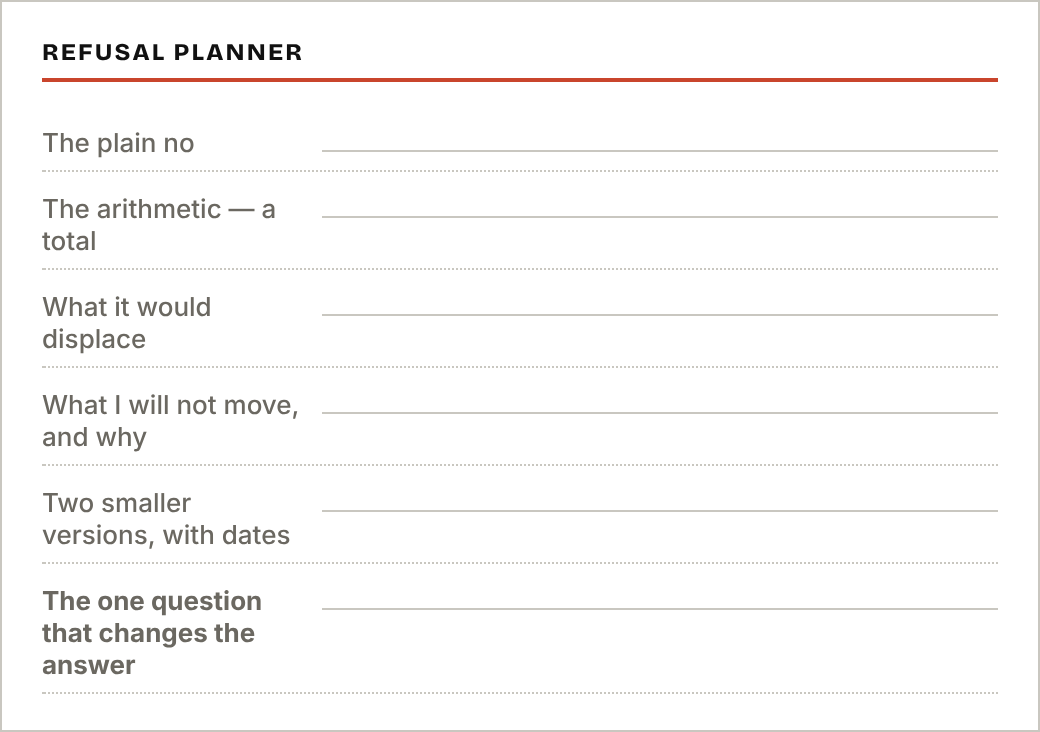 REFUSAL PLANNER
The plain no
The arithmetic — a
total
What it would
displace
What I will not move,
and why
Two smaller
versions, with dates
The one question
that changes the
answer